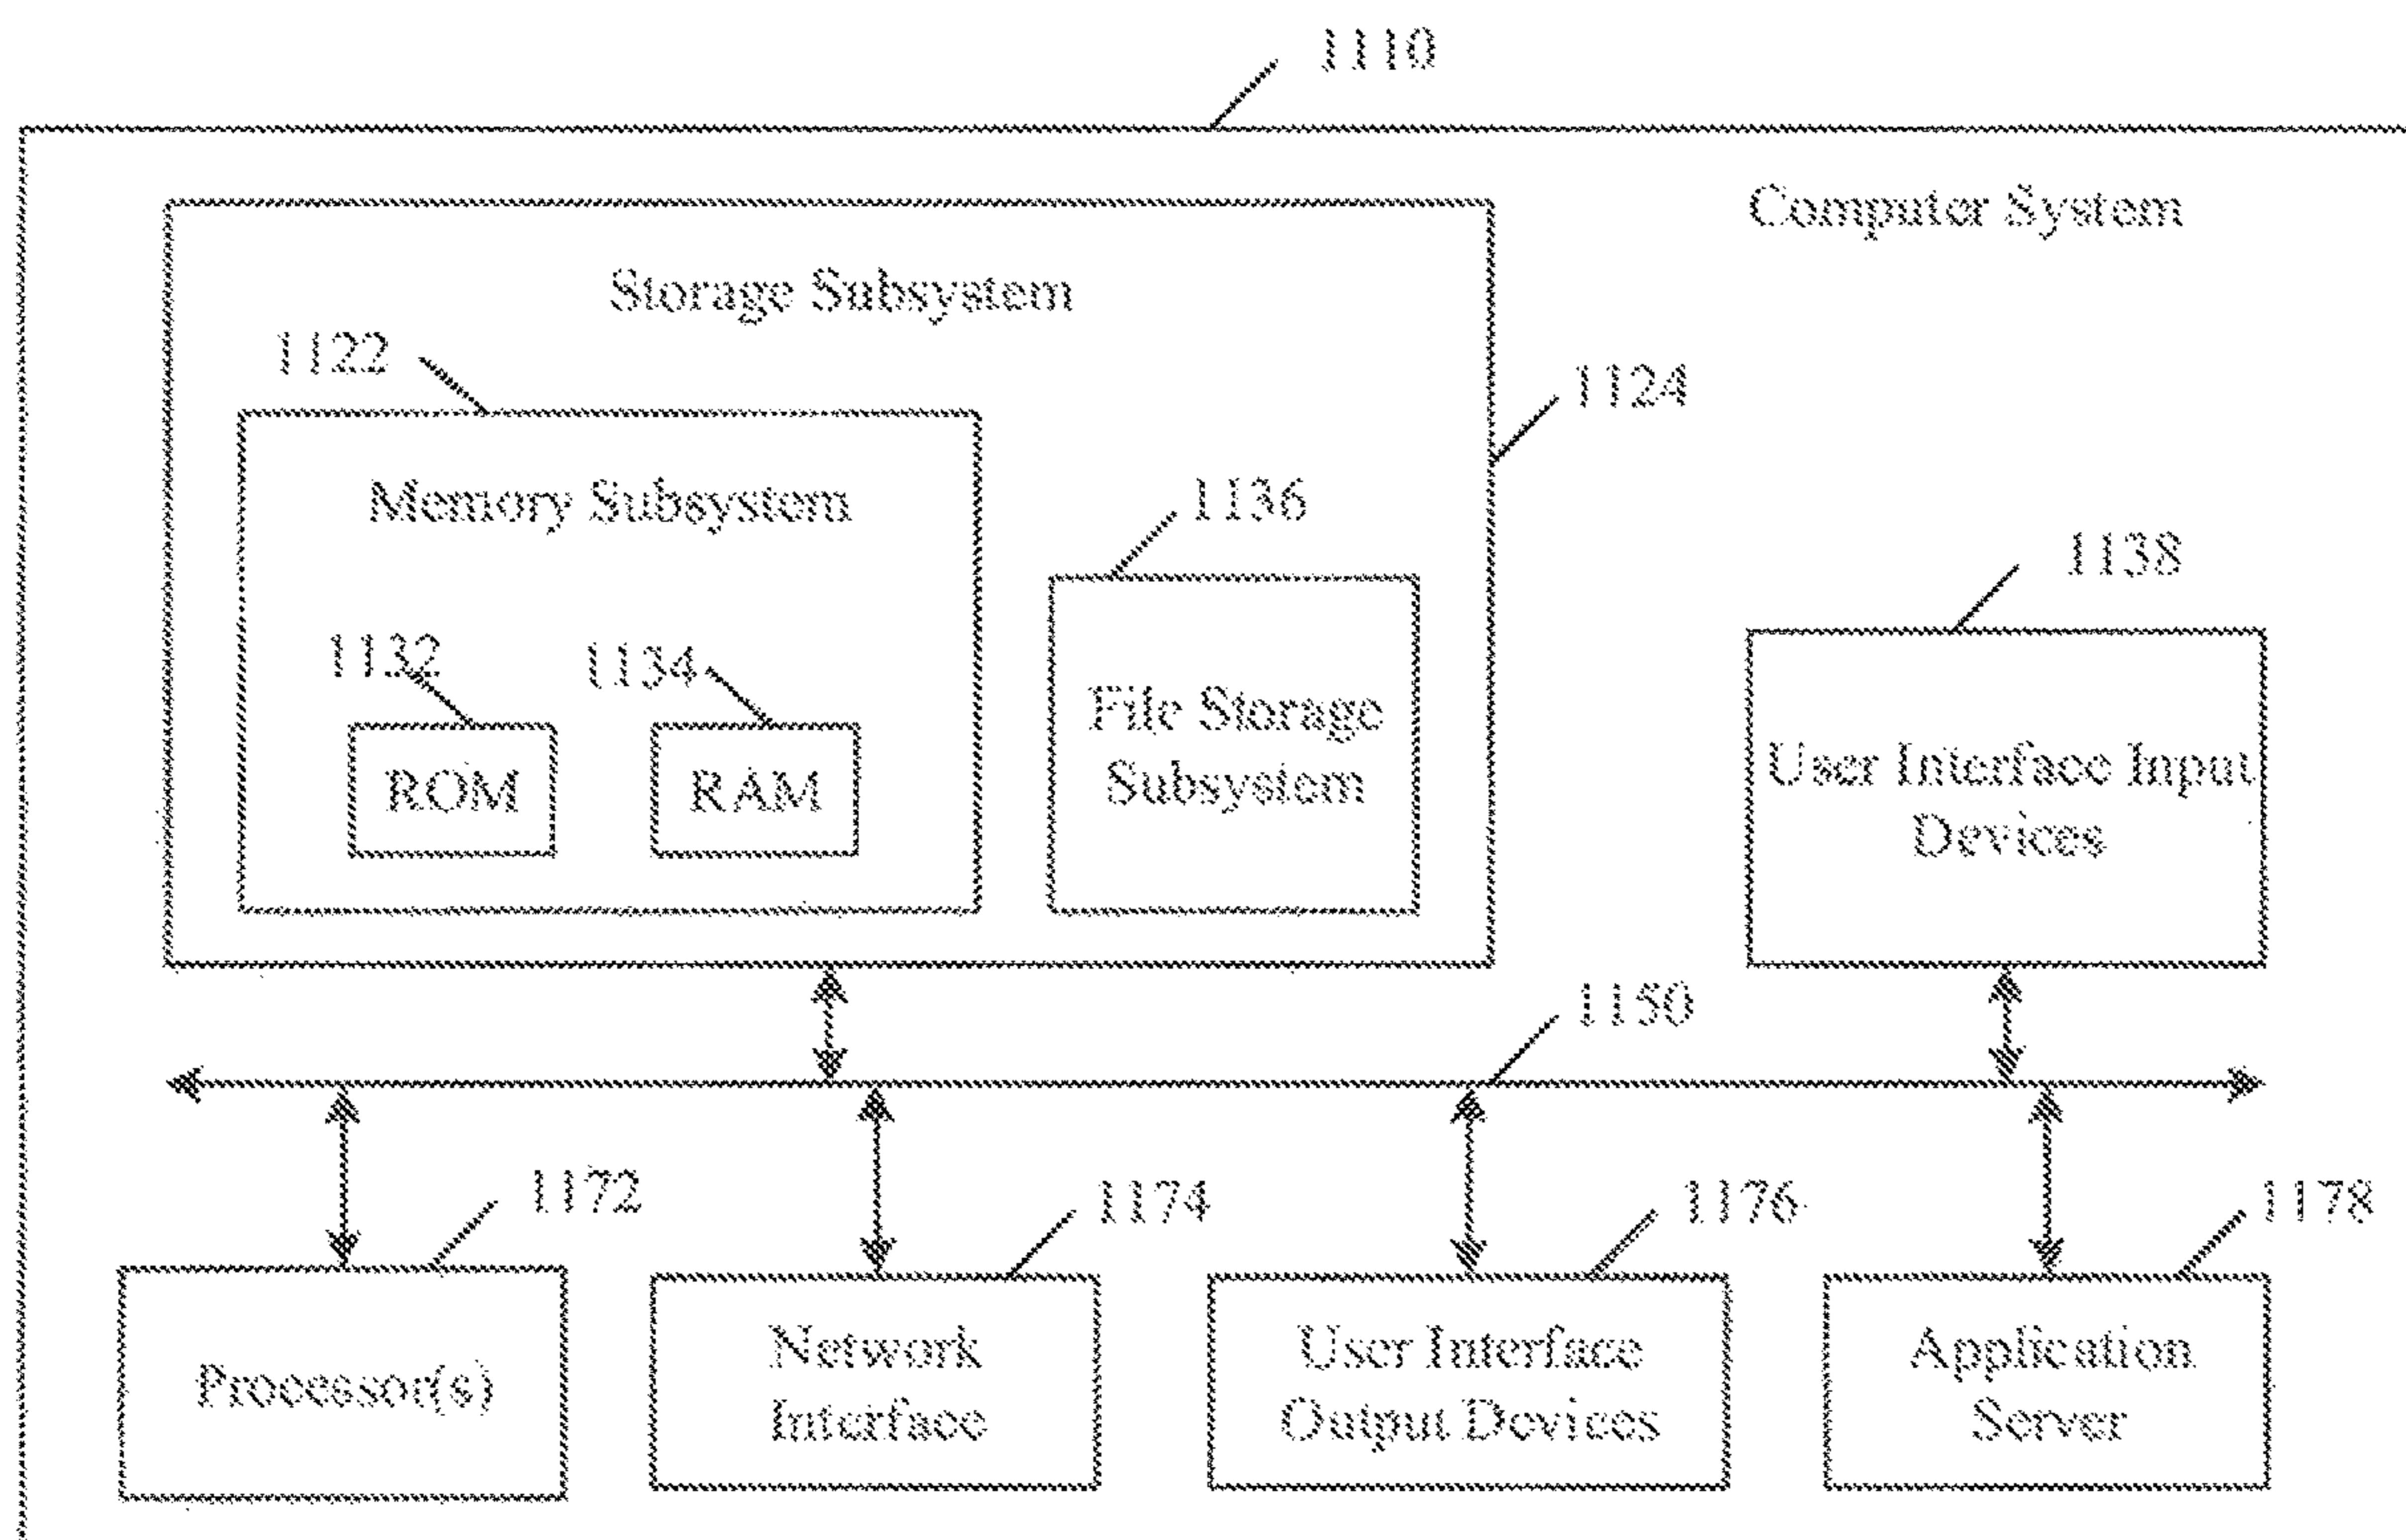 1110
Computer System
Storage Subsystem
1122
1124
Memory Subsystem
1136
1138
1132
1134
File Storage
Subsystem
ROM
RAM
User Interface Input
Devices
1150
1172
1174
1176
1178
Processor(s)
Network
Interface
User Interface
Output Devices
Application
Server